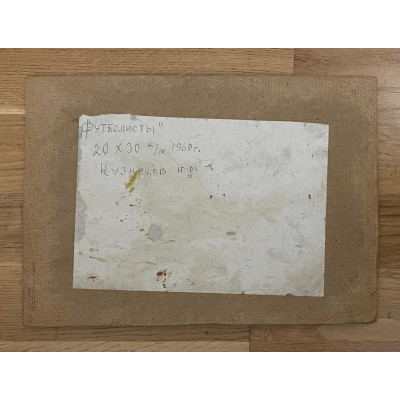 "Футболисты"
20 х 30 к/м 1960г.
Кузнецов Ю